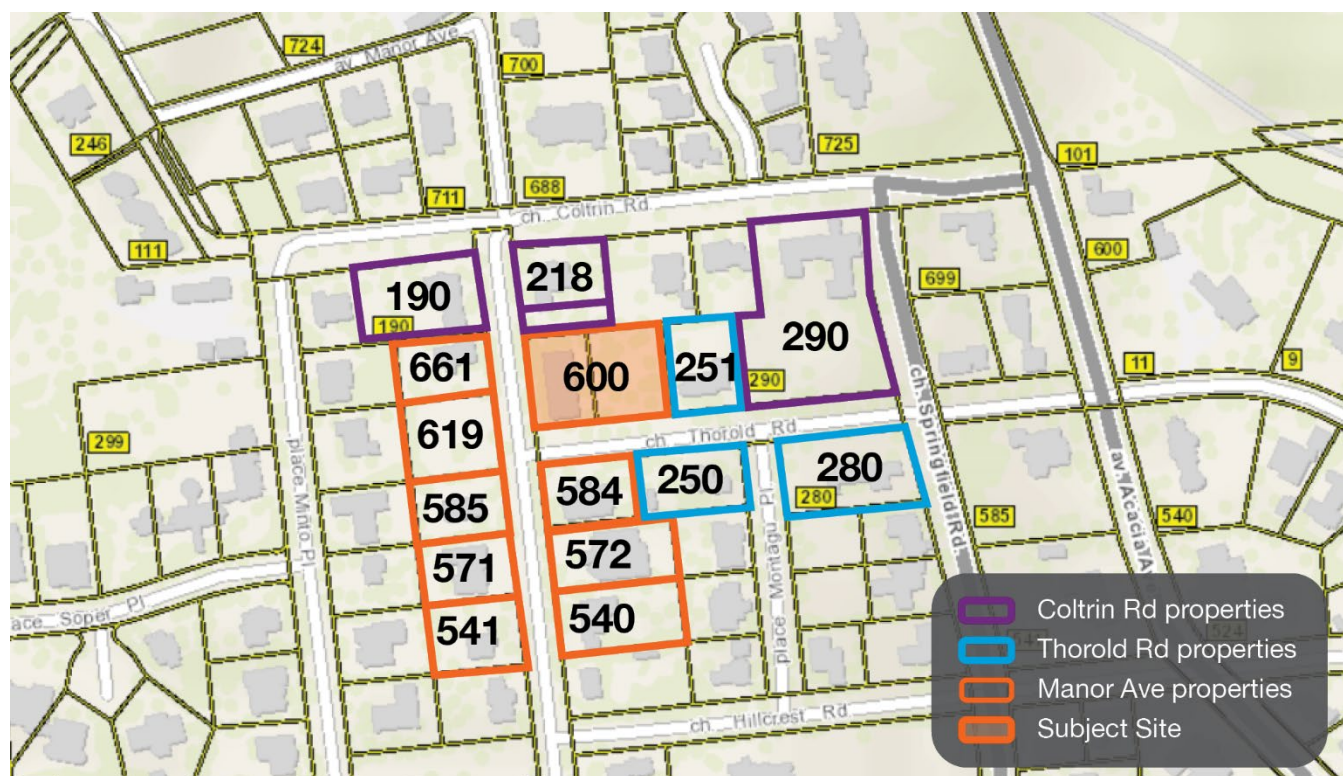 724
av. Manor Ave
700
246
725
101
711
688
ch. Coltrin Rd
111
600
699
190
190
218
661
600
251
290
290
11
9
619
299
ch. Thorold Rd
ch. Springfield Rd.
place Minto Pl
585
584
250
280
280
place Montagu Pl
585
540
av. Acacia Av
571
572
541
540
ace Soper Pl
524
ch. Hillcrest Rd
Coltrin Rd properties
Thorold Rd properties
Manor Ave properties
Subject Site